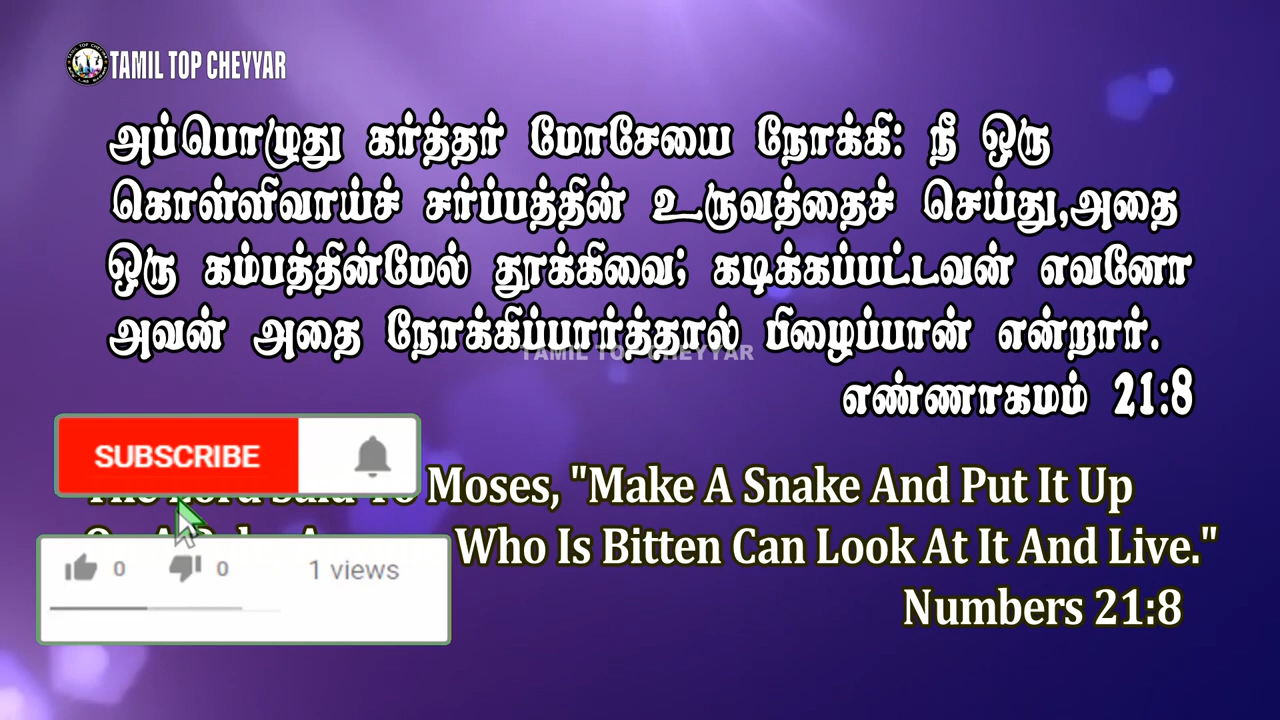 TAMIL TOP CHEYYAR
அப்பொழுது கர்த்தர் மோசேயை நோக்கி: நீ ஒரு
கொள்ளிவாய்ச் சர்ப்பத்தின் உருவத்தைச் செய்து,அதை
ஒரு கம்பத்தின்மேல் தூக்கிவை; கடிக்கப்பட்டவன் எவனோ
அவன் அதை நோக்கிப்பார்த்தால் பிழைப்பான் என்றார்.
TAMIL TOP CHEYYAR
எண்ணாகமம் 21:8
SUBSCRIBE
Moses, "Make A Snake And Put It Up
Who Is Bitten Can Look At It And Live."
0 0 1 views
Numbers 21:8